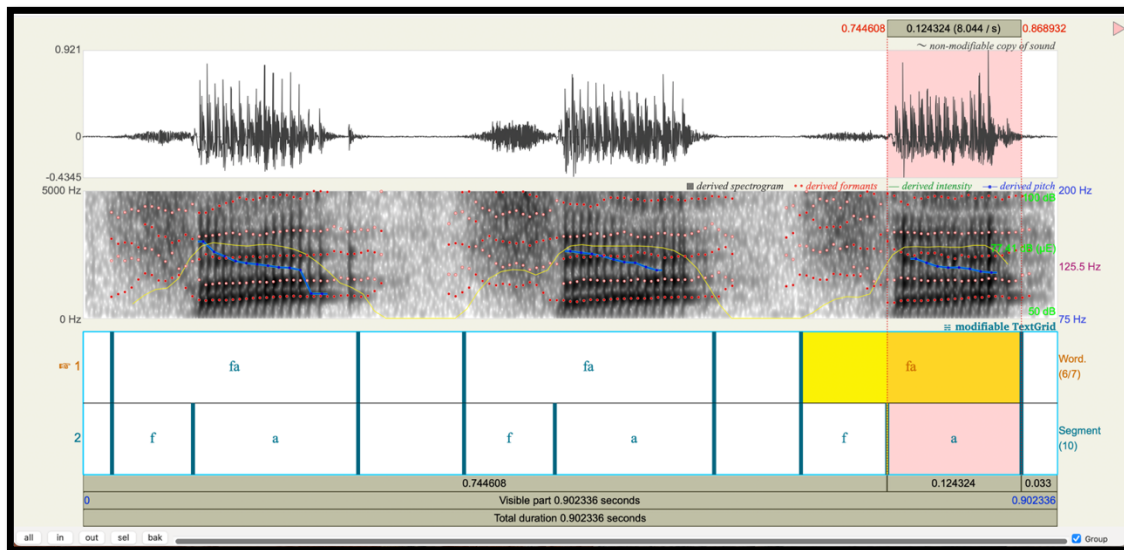 0.744608 0.124324 (8.044 / s) 0.868932
~ non-modifiable copy of sound
0.921
0
-0.4345
5000 Hz derived spectrogram derived formants derived intensity derived pitch 200 Hz
125.5 Hz
50 dB
0 Hz 75 Hz
modifiable TextGrid
1 fa fa fa Word.
(6/7)
2 f a f a f a Segment
(10)
0.744608 0.124324 0.033
0 Visible part 0.902336 seconds 0.902336
Total duration 0.902336 seconds
all in out sel bak Group